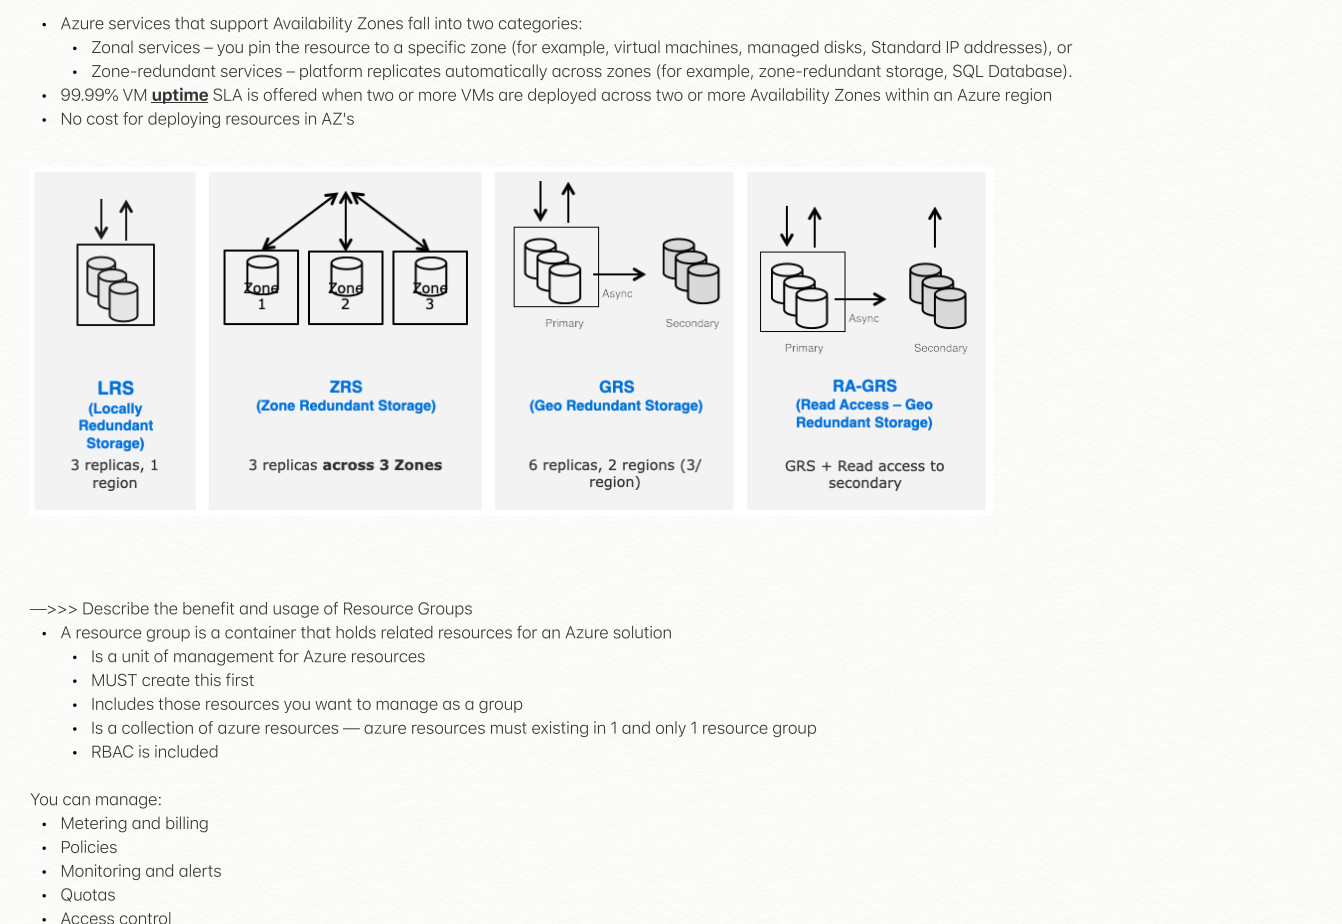 • Azure services that support Availability Zones fall into two categories:
• Zonal services – you pin the resource to a specific zone (for example, virtual machines, managed disks, Standard IP addresses), or
• Zone-redundant services – platform replicates automatically across zones (for example, zone-redundant storage, SQL Database).
• 99.99% VM uptime SLA is offered when two or more VMs are deployed across two or more Availability Zones within an Azure region
• No cost for deploying resources in AZ's
LRS
(Locally
Redundant
Storage)
3 replicas, 1
region
Zone
1
Zone
2
Zone
3
ZRS
(Zone Redundant Storage)
3 replicas across 3 Zones
Async
Primary
Secondary
GRS
(Geo Redundant Storage)
6 replicas, 2 regions (3/
region)
Async
Primary
Secondary
RA-GRS
(Read Access – Geo
Redundant Storage)
GRS + Read access to
secondary
—>>> Describe the benefit and usage of Resource Groups
• A resource group is a container that holds related resources for an Azure solution
• Is a unit of management for Azure resources
• MUST create this first
• Includes those resources you want to manage as a group
• Is a collection of azure resources — azure resources must existing in 1 and only 1 resource group
• RBAC is included
You can manage:
• Metering and billing
• Policies
• Monitoring and alerts
• Quotas
• Access control